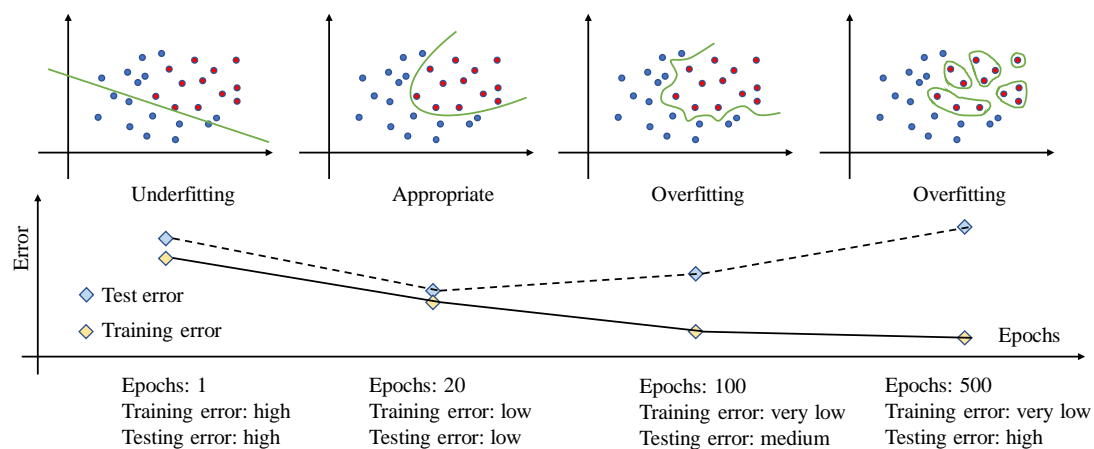 Underfitting
Appropriate
Overfitting
Overfitting
Error
Test error
Training error
Epochs
Epochs: 1
Training error: high
Testing error: high
Epochs: 20
Training error: low
Testing error: low
Epochs: 100
Training error: very low
Testing error: medium
Epochs: 500
Training error: very low
Testing error: high